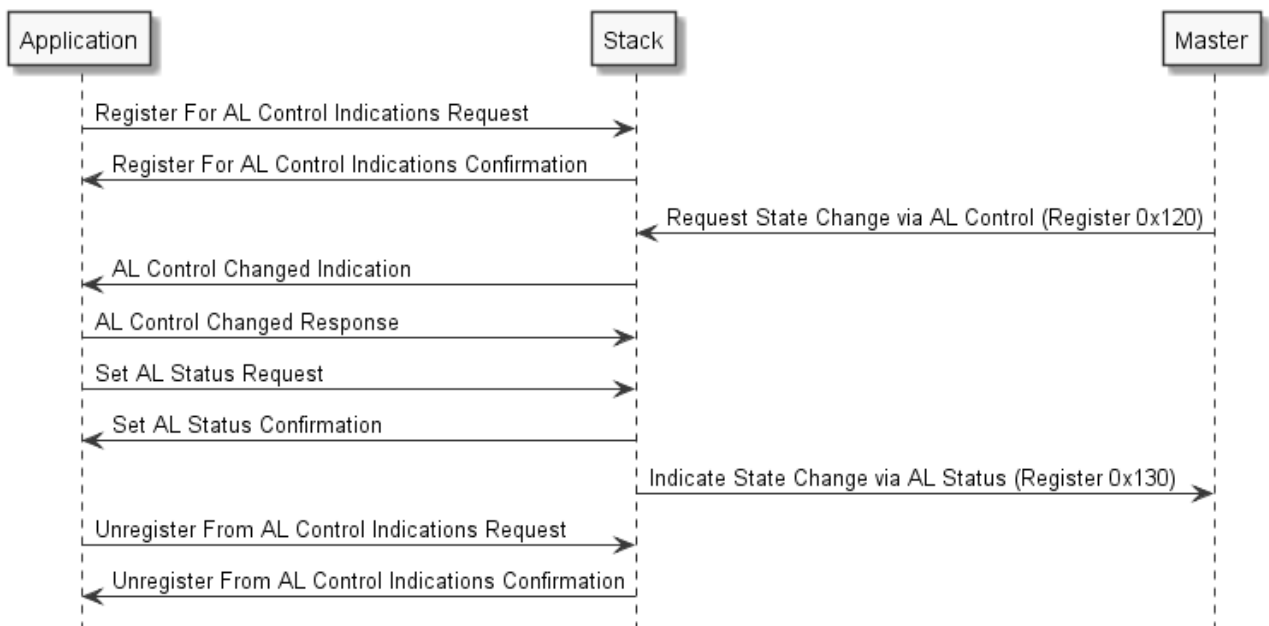 Application
Stack
Master
Register For AL Control Indications Request
Register For AL Control Indications Confirmation
Request State Change via AL Control (Register 0x120)
AL Control Changed Indication
AL Control Changed Response
Set AL Status Request
Set AL Status Confirmation
Indicate State Change via AL Status (Register 0x130)
Unregister From AL Control Indications Request
Unregister From AL Control Indications Confirmation